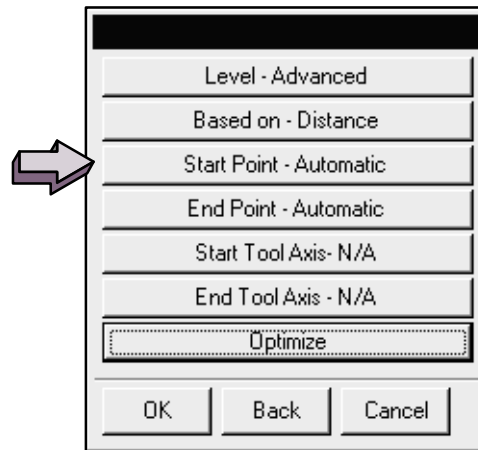 Level - Advanced
Based on - Distance
Start Point - Automatic
End Point - Automatic
Start Tool Axis- N/A
End Tool Axis - N/A
Optimize
OK Back Cancel